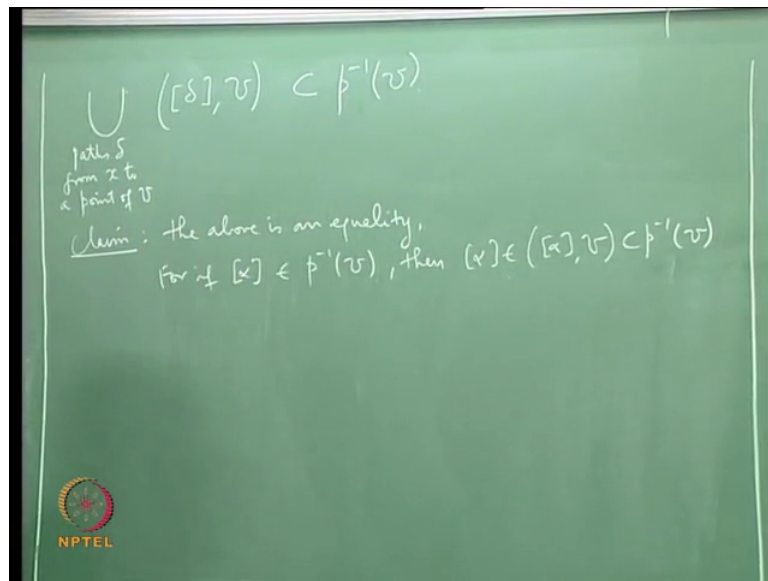 ⋃ ([δ], V) ⊂ p⁻¹(V)
paths δ
from x to
a point of V
Claim: the above is an equality.
For if [α] ∈ p⁻¹(V), then [α] ∈ ([α], V) ⊂ p⁻¹(V)
NPTEL